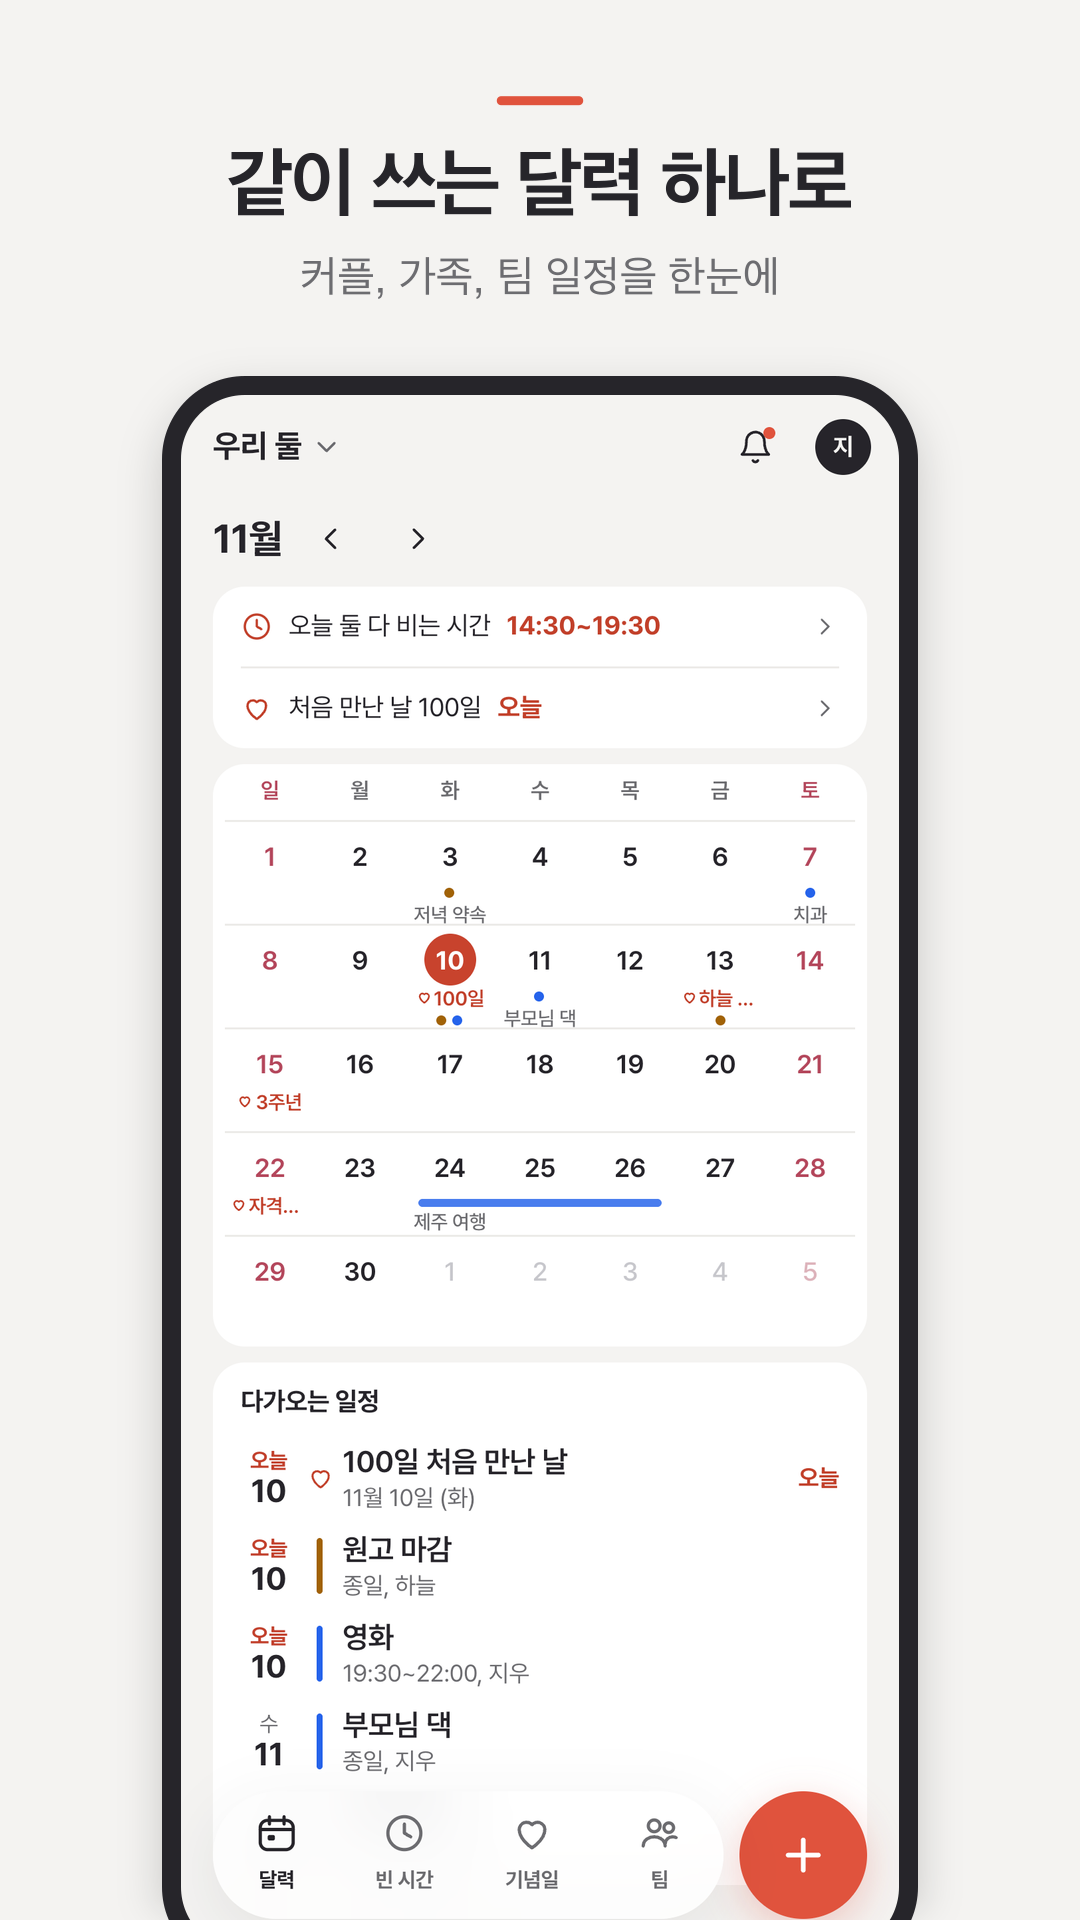 같이 쓰는 달력 하나로
커플, 가족, 팀 일정을 한눈에
우리 둘
지
11월
오늘 둘 다 비는 시간 14:30~19:30
처음 만난 날 100일 오늘
일 월 화 수 목 금 토
1 2 3 4 5 6 7
저녁 약속 치과
8 9 10 11 12 13 14
100일 하늘 ...
부모님 댁
15 16 17 18 19 20 21
3주년
22 23 24 25 26 27 28
자격...
제주 여행
29 30 1 2 3 4 5
다가오는 일정
오늘
10
100일 처음 만난 날
11월 10일 (화)
오늘
오늘
10
원고 마감
종일, 하늘
오늘
10
영화
19:30~22:00, 지우
수
11
부모님 댁
종일, 지우
달력 빈 시간 기념일 팀